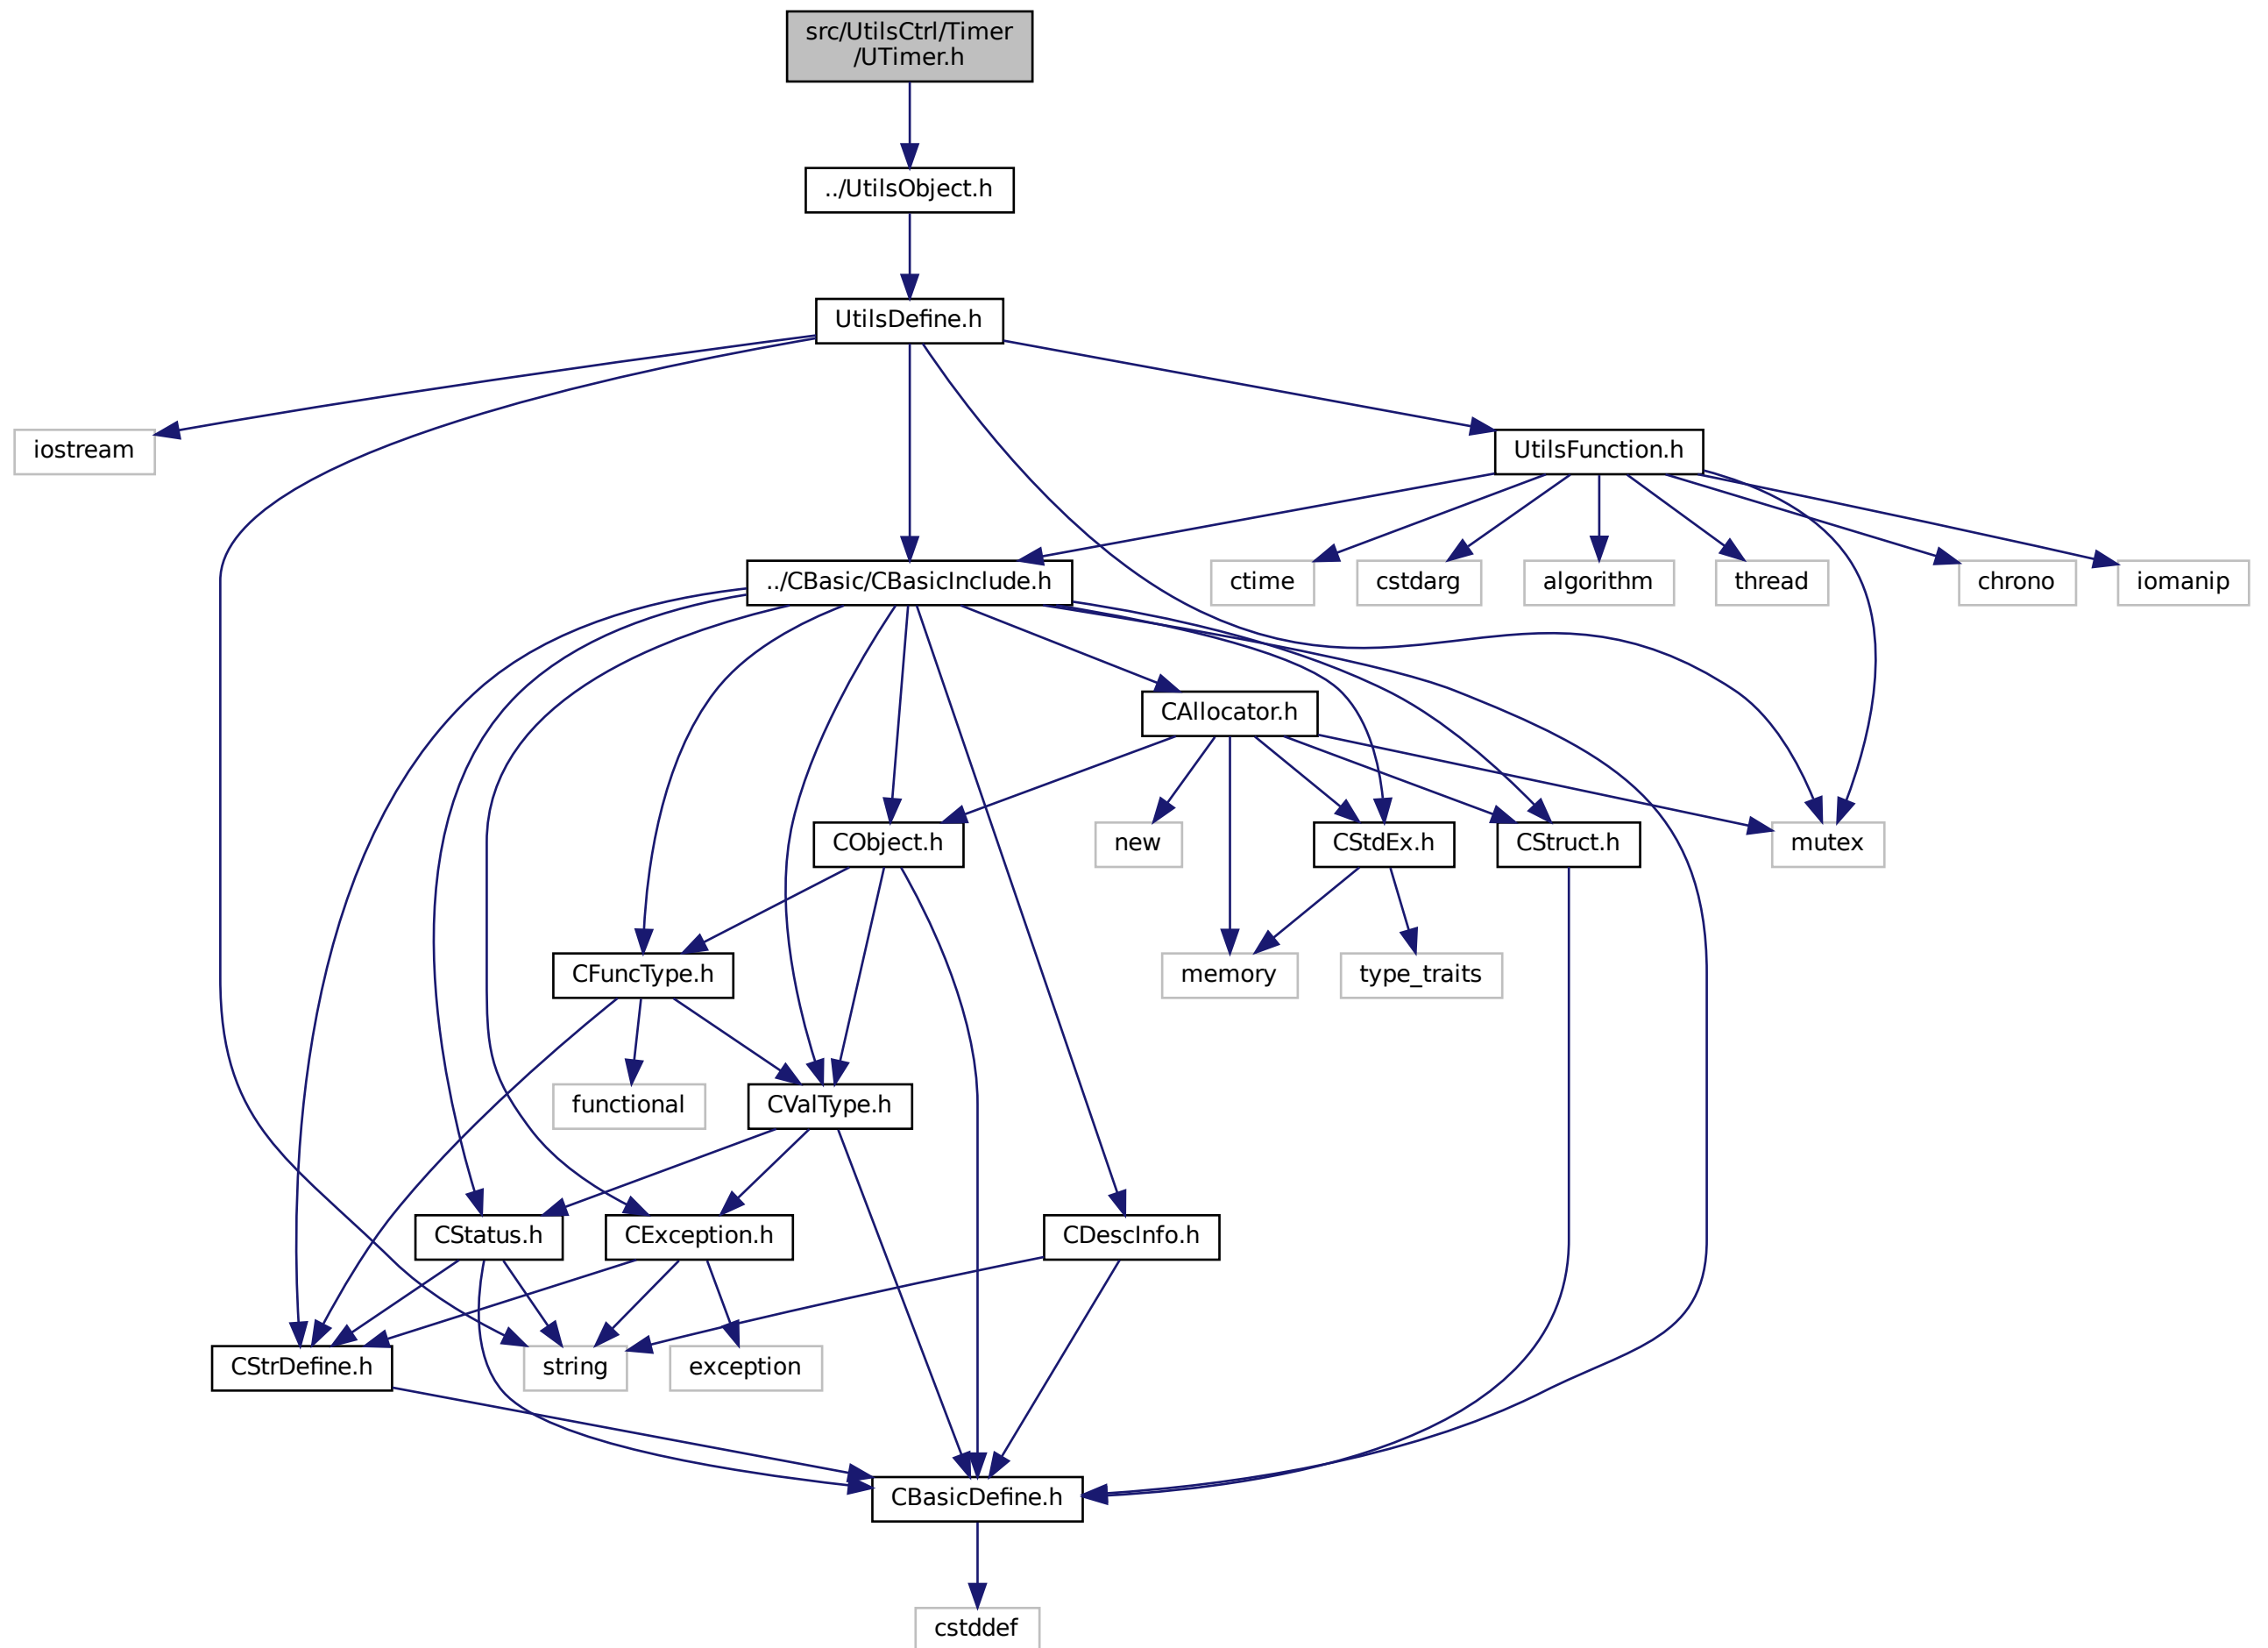 src/UtilsCtrl/Timer
/UTimer.h
../UtilsObject.h
UtilsDefine.h
iostream
UtilsFunction.h
../CBasic/CBasicInclude.h
ctime
cstdarg
algorithm
thread
chrono
iomanip
CAllocator.h
CObject.h
new
CStdEx.h
CStruct.h
mutex
CFuncType.h
memory
type_traits
functional
CValType.h
CStatus.h
CException.h
CDescInfo.h
CStrDefine.h
string
exception
CBasicDefine.h
cstddef